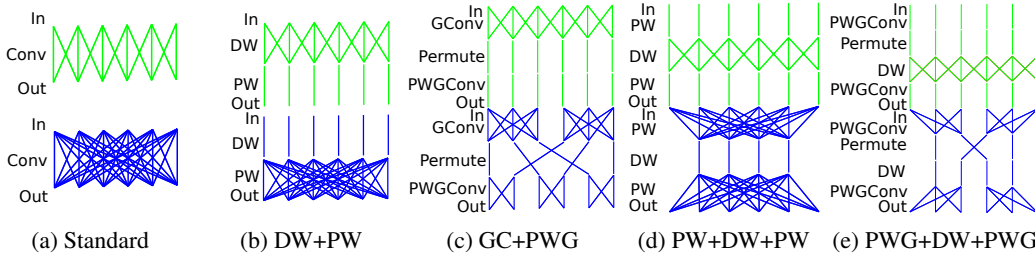 In
Conv
Out
In
Conv
Out
(a) Standard
In
DW
PW
Out
In
DW
PW
Out
(b) DW+PW
In
GConv
Permute
PWGConv
Out
GConv
Permute
PWGConv
Out
(c) GC+PWG
In
PW
DW
PW
Out
In
PW
DW
PW
Out
(d) PW+DW+PW
In
PWGConv
Permute
DW
PWGConv
Out
In
PWGConv
Permute
DW
PWGConv
Out
(e) PWG+DW+PWG